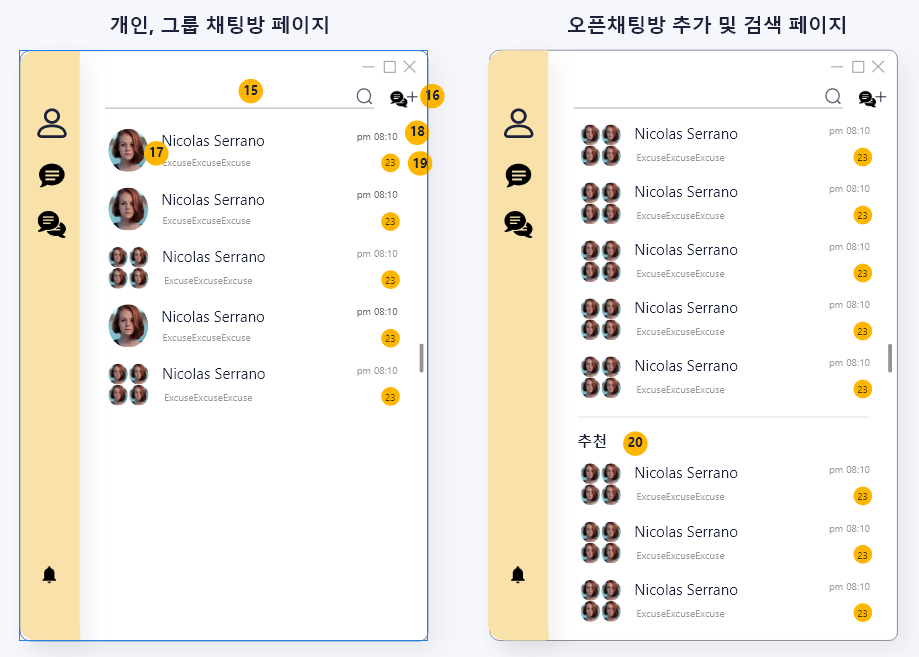 개인, 그룹 채팅방 페이지
15
16
Nicolas Serrano
pm 08:10
18
17
ExcuseExcuseExcuse
23
19
Nicolas Serrano
pm 08:10
ExcuseExcuseExcuse
23
Nicolas Serrano
pm 08:10
ExcuseExcuseExcuse
23
Nicolas Serrano
pm 08:10
ExcuseExcuseExcuse
23
Nicolas Serrano
pm 08:10
ExcuseExcuseExcuse
23
오픈채팅방 추가 및 검색 페이지
Nicolas Serrano
pm 08:10
ExcuseExcuseExcuse
23
Nicolas Serrano
pm 08:10
ExcuseExcuseExcuse
23
Nicolas Serrano
pm 08:10
ExcuseExcuseExcuse
23
Nicolas Serrano
pm 08:10
ExcuseExcuseExcuse
23
Nicolas Serrano
pm 08:10
ExcuseExcuseExcuse
23
추천
20
Nicolas Serrano
pm 08:10
ExcuseExcuseExcuse
23
Nicolas Serrano
pm 08:10
ExcuseExcuseExcuse
23
Nicolas Serrano
pm 08:10
ExcuseExcuseExcuse
23